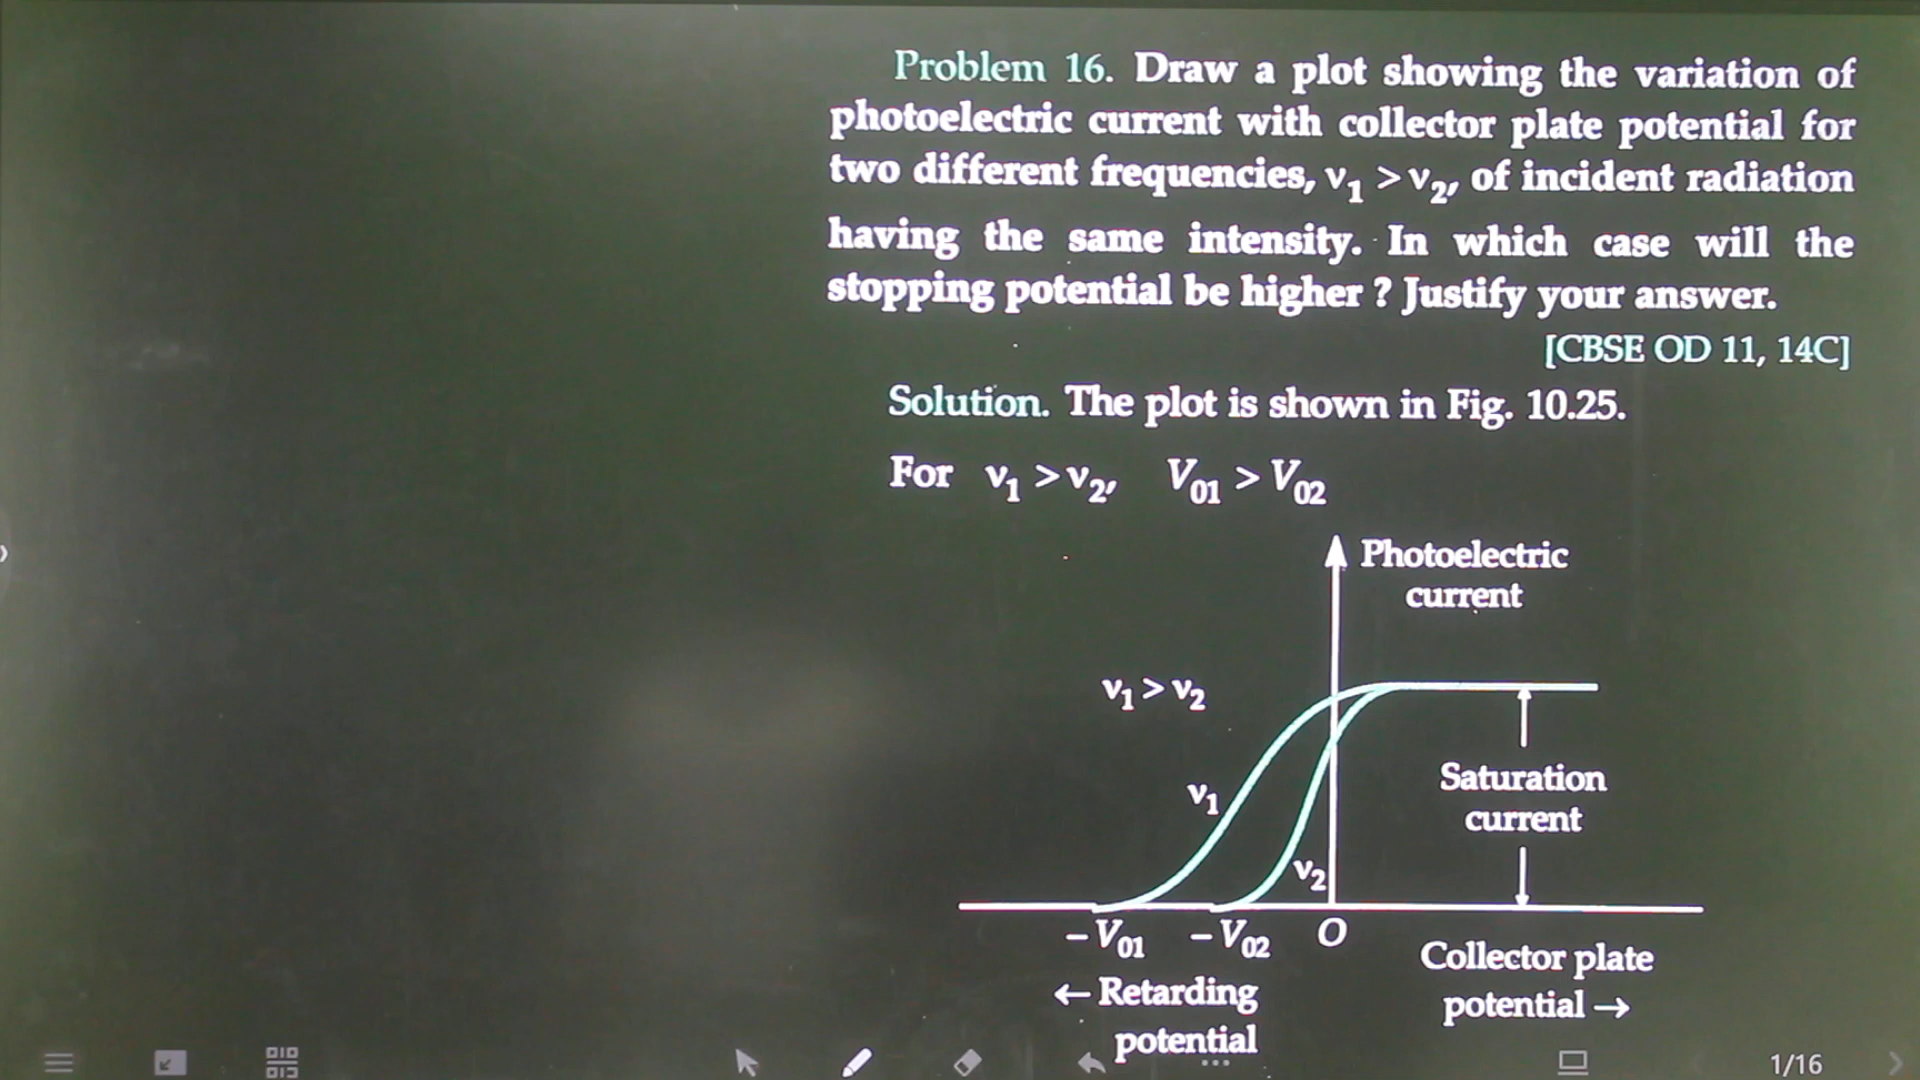 Problem 16. Draw a plot showing the variation of
photoelectric current with collector plate potential for
two different frequencies, ν₁ > ν₂, of incident radiation
having the same intensity. In which case will the
stopping potential be higher ? Justify your answer.
[CBSE OD 11, 14C]
Solution. The plot is shown in Fig. 10.25.
For ν₁ > ν₂, V₀₁ > V₀₂
Photoelectric
current
ν₁ > ν₂
ν₁
Saturation
current
ν₂
– V₀₁ – V₀₂ O
Collector plate
potential →
← Retarding
potential
1/16